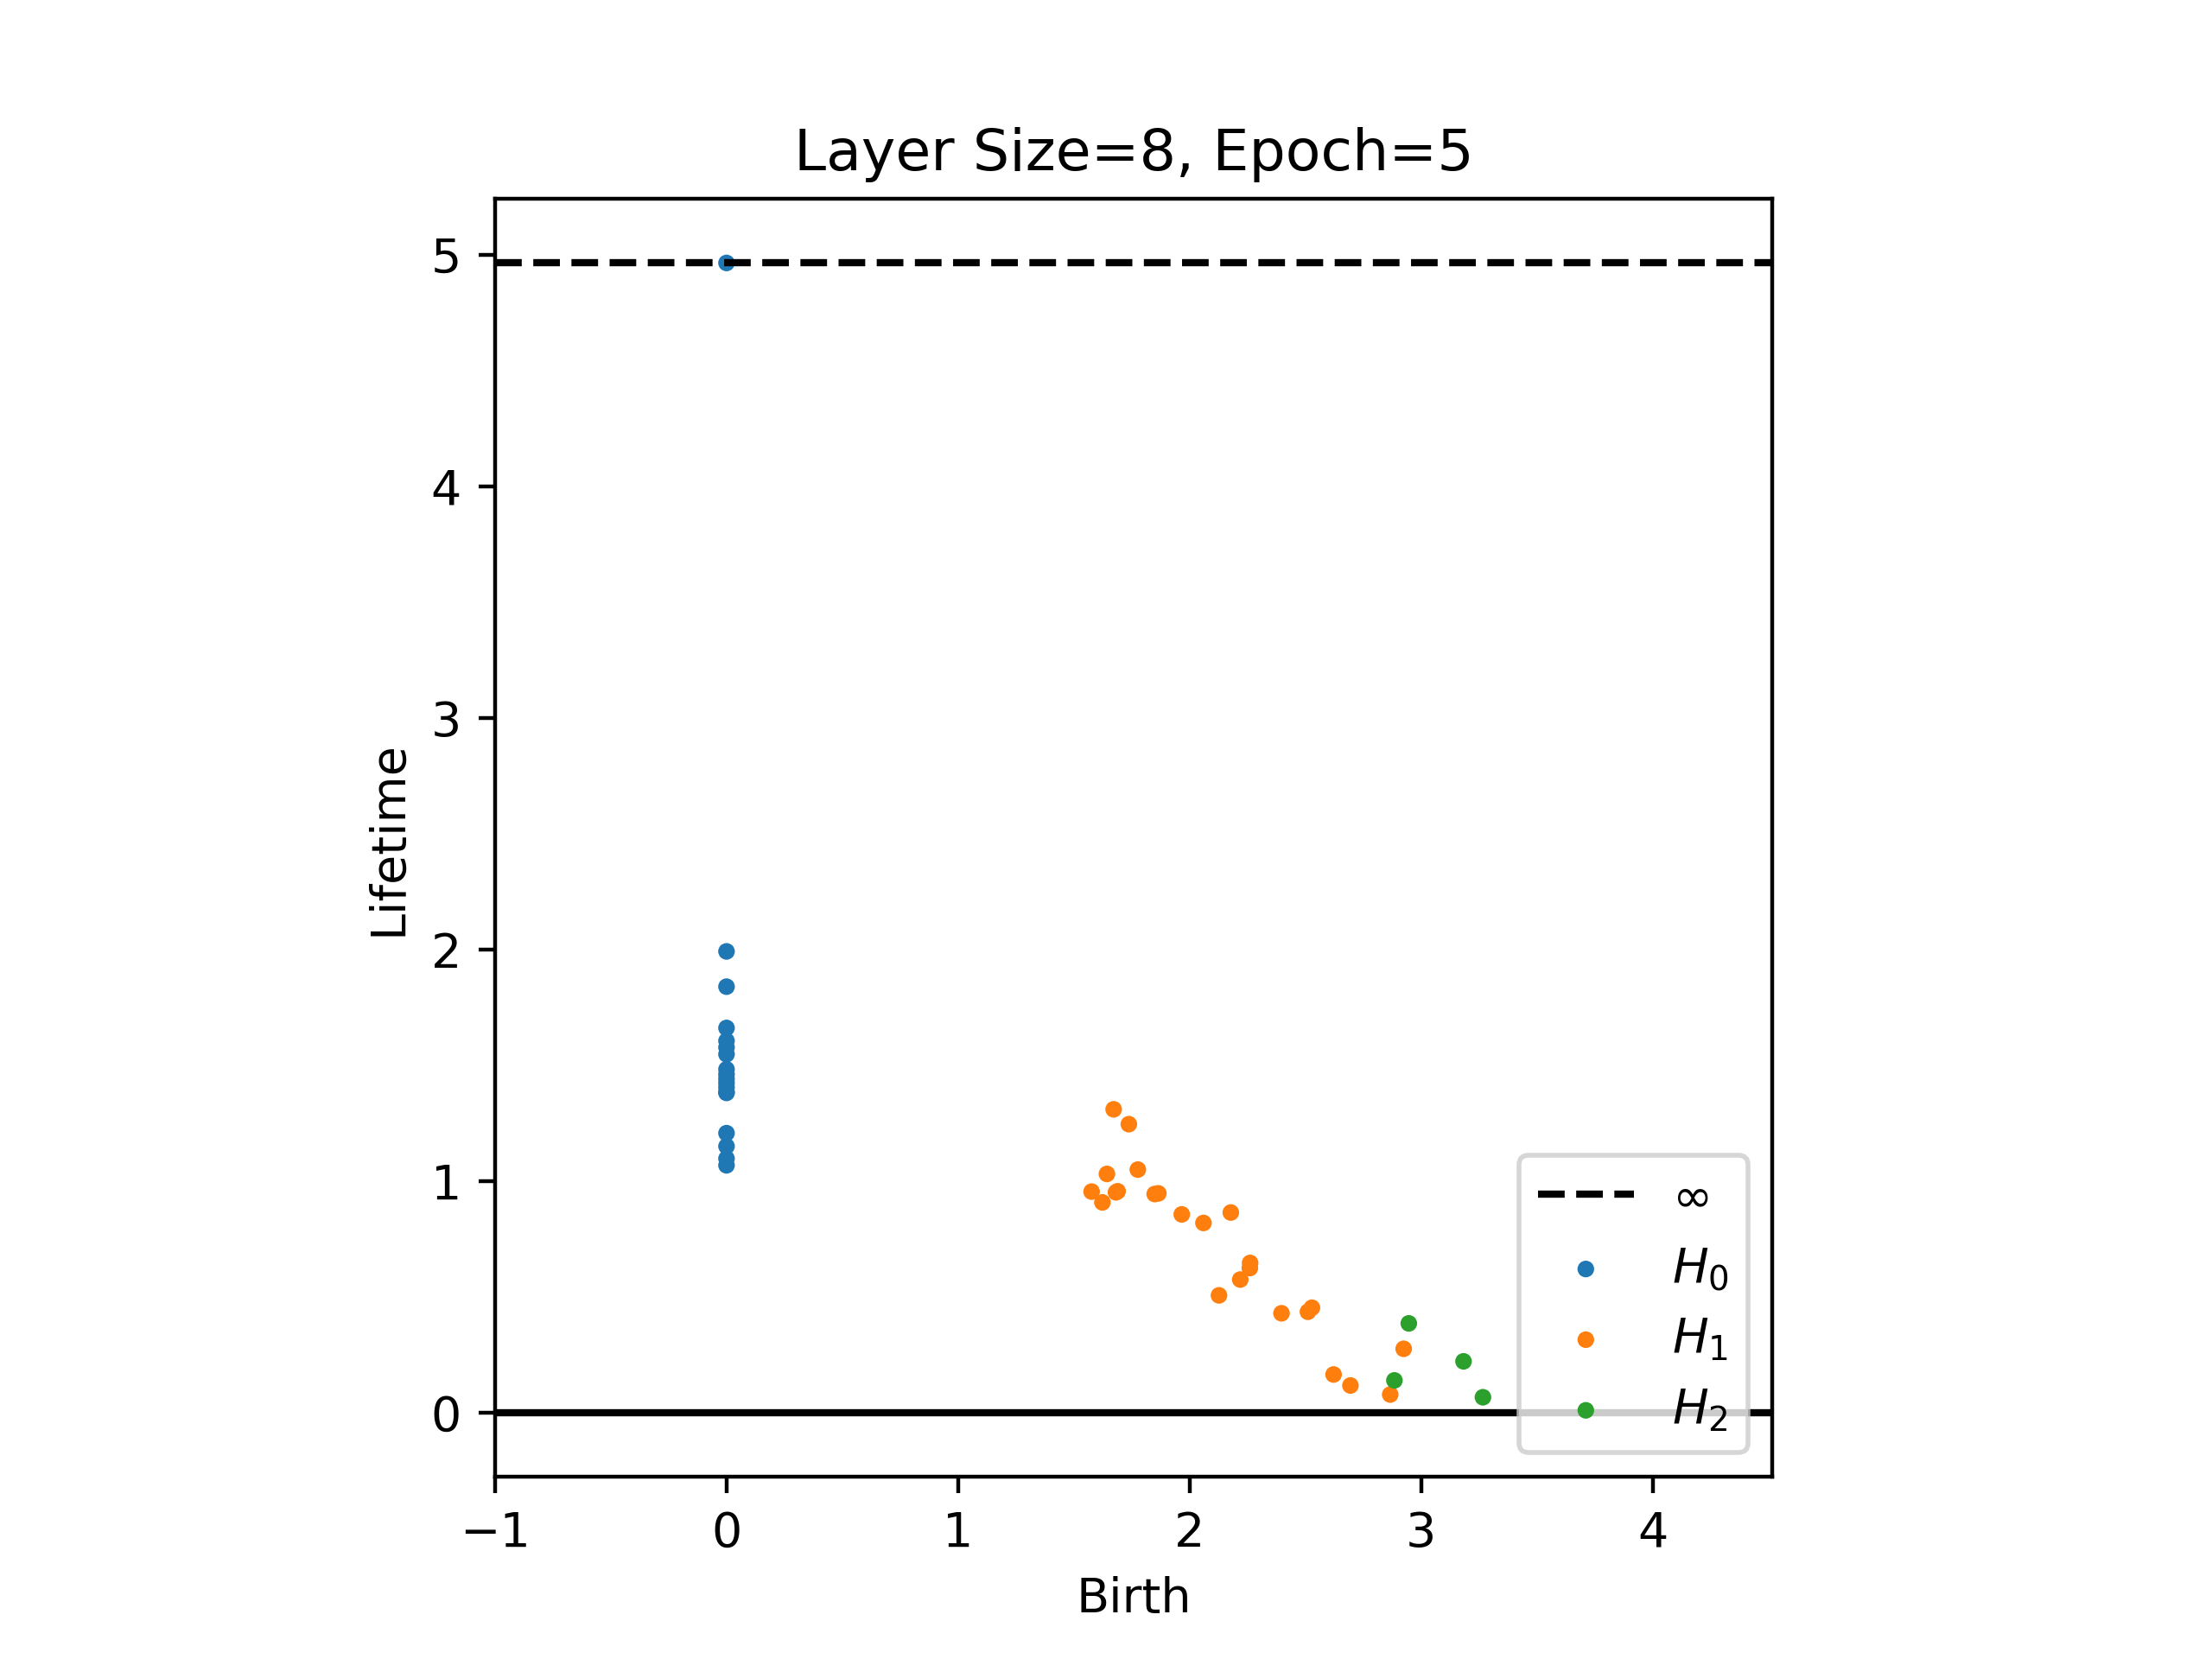 Layer Size=8, Epoch=5
5
4
3
2
1
0
Lifetime
∞
H₀
H₁
H₂
−1 0 1 2 3 4
Birth